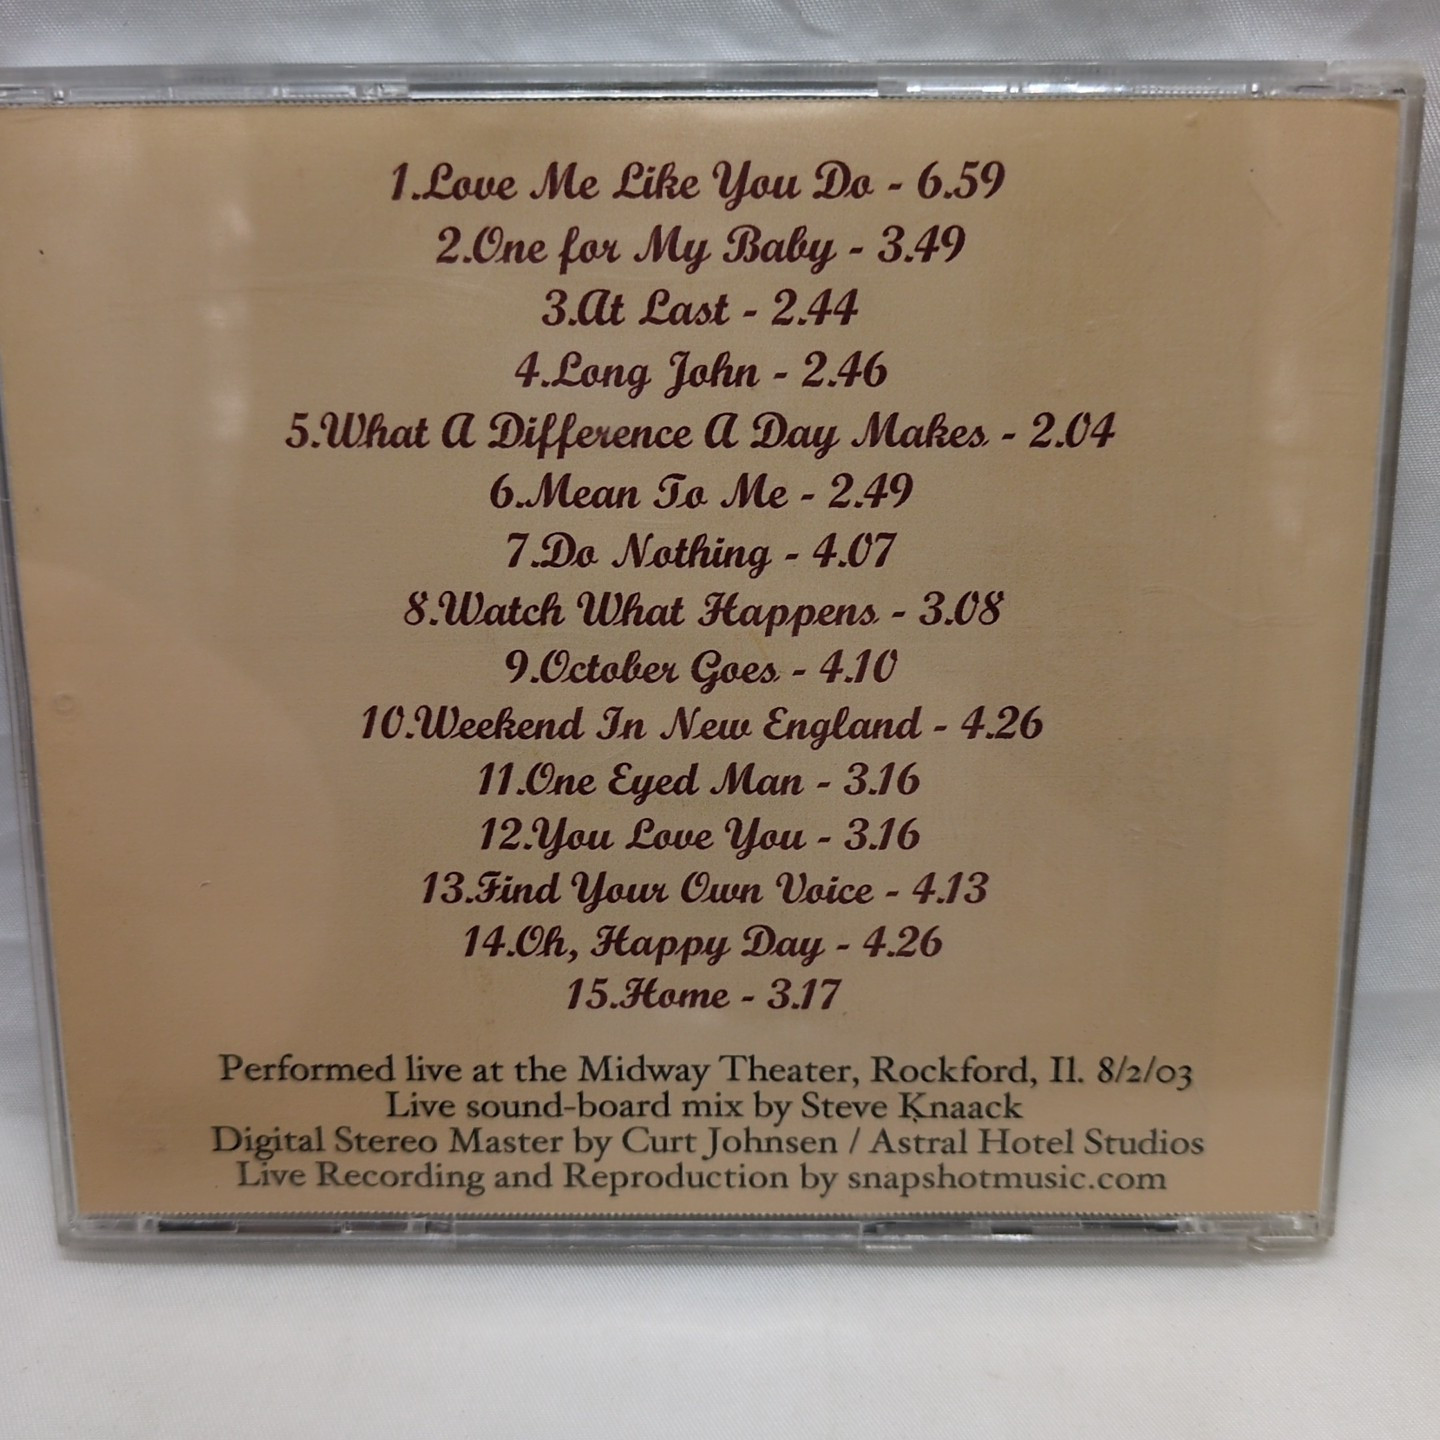 1.Love Me Like You Do - 6.59
2.One for My Baby - 3.49
3.At Last - 2.44
4.Long John - 2.46
5.What A Difference A Day Makes - 2.04
6.Mean To Me - 2.49
7.Do Nothing - 4.07
8.Watch What Happens - 3.08
9.October Goes - 4.10
10.Weekend In New England - 4.26
11.One Eyed Man - 3.16
12.You Love You - 3.16
13.Find Your Own Voice - 4.13
14.Oh, Happy Day - 4.26
15.Home - 3.17
Performed live at the Midway Theater, Rockford, Il. 8/2/03
Live sound-board mix by Steve Knaack
Digital Stereo Master by Curt Johnsen / Astral Hotel Studios
Live Recording and Reproduction by snapshotmusic.com